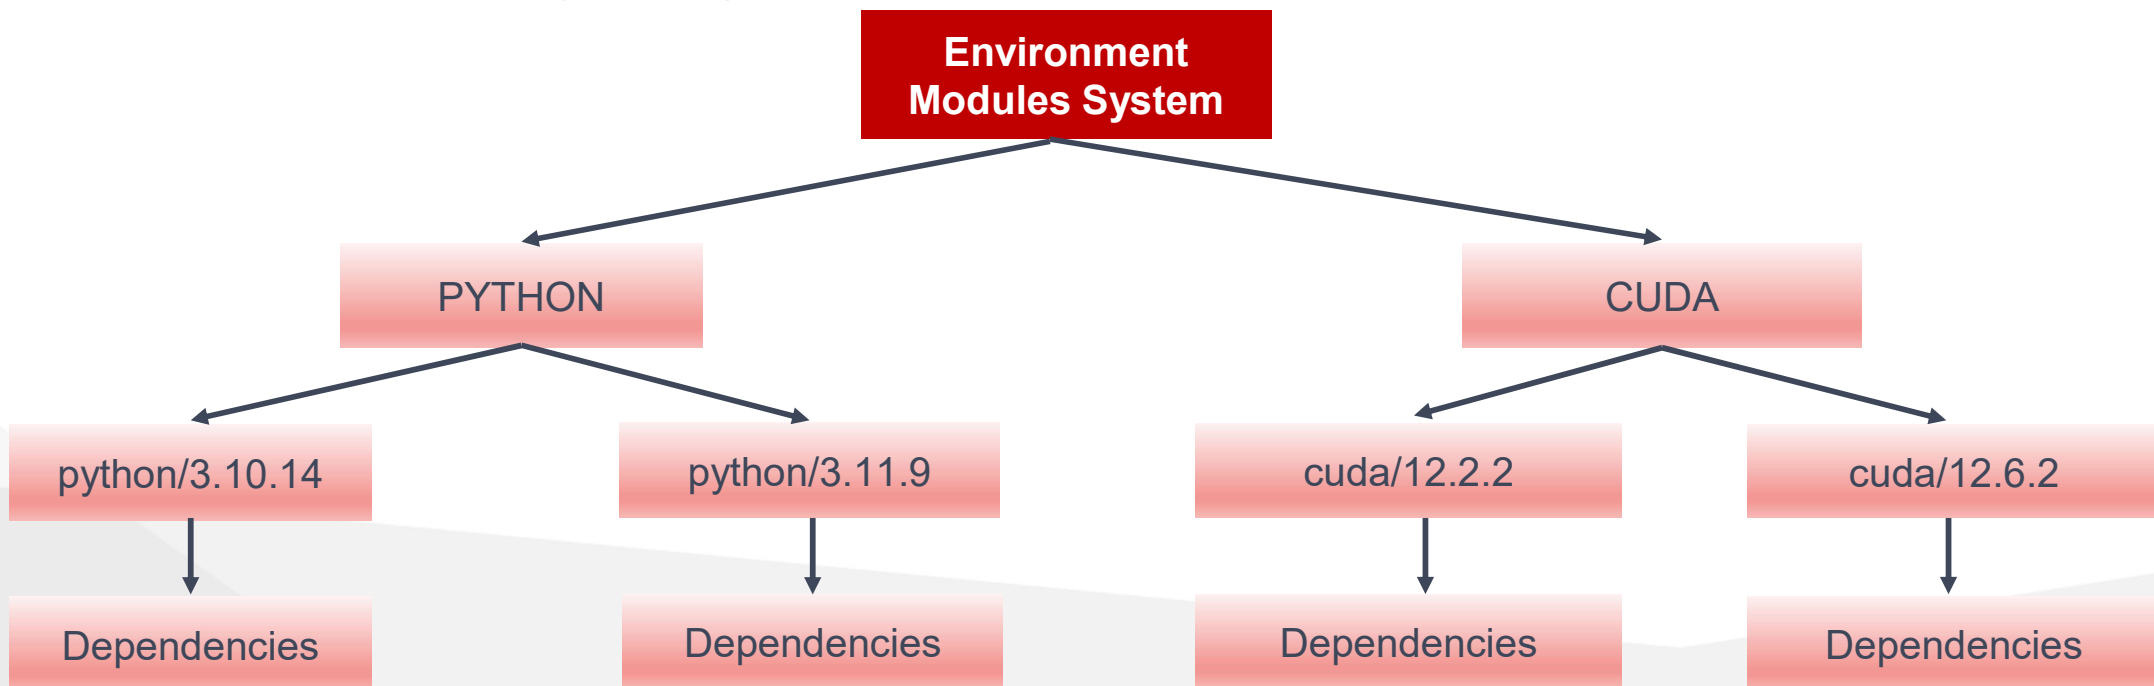 Environment
Modules System
PYTHON
CUDA
python/3.10.14
python/3.11.9
cuda/12.2.2
cuda/12.6.2
Dependencies
Dependencies
Dependencies
Dependencies